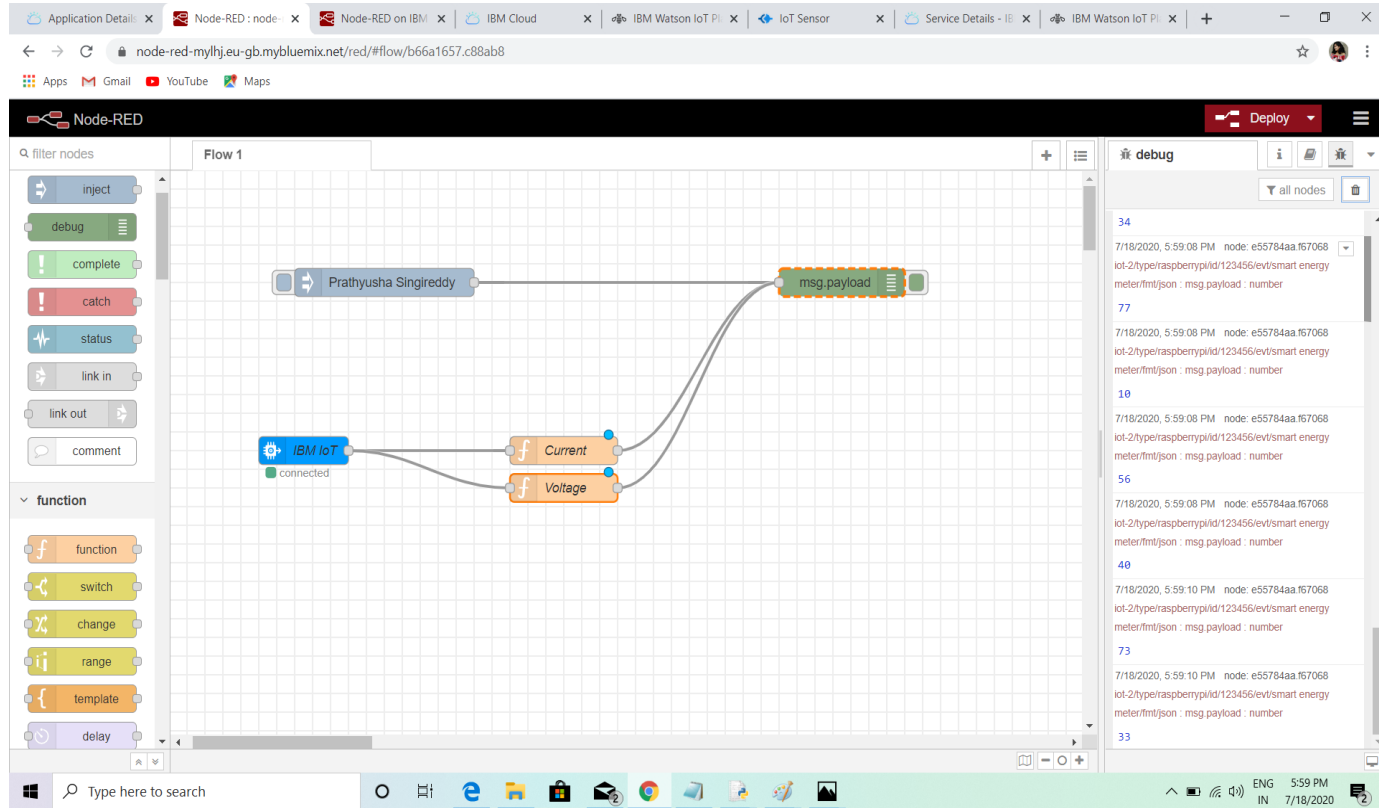 Application Details
Node-RED : node-
Node-RED on IBM
IBM Cloud
IBM Watson IoT Pl
IoT Sensor
Service Details - IB
IBM Watson IoT Pl
node-red-mylhj.eu-gb.mybluemix.net/red/#flow/b66a1657.c88ab8
Apps Gmail YouTube Maps
Node-RED
Deploy
filter nodes
Flow 1
debug
i
all nodes
inject
debug
complete
catch
status
link in
link out
comment
function
function
switch
change
range
template
delay
Prathyusha Singireddy
msg.payload
IBM IoT
connected
Current
Voltage
34
7/18/2020, 5:59:08 PM node: e55784aa.f67068
iot-2/type/raspberrypi/id/123456/evt/smart energy
meter/fmt/json : msg.payload : number
77
7/18/2020, 5:59:08 PM node: e55784aa.f67068
iot-2/type/raspberrypi/id/123456/evt/smart energy
meter/fmt/json : msg.payload : number
10
7/18/2020, 5:59:08 PM node: e55784aa.f67068
iot-2/type/raspberrypi/id/123456/evt/smart energy
meter/fmt/json : msg.payload : number
56
7/18/2020, 5:59:08 PM node: e55784aa.f67068
iot-2/type/raspberrypi/id/123456/evt/smart energy
meter/fmt/json : msg.payload : number
40
7/18/2020, 5:59:10 PM node: e55784aa.f67068
iot-2/type/raspberrypi/id/123456/evt/smart energy
meter/fmt/json : msg.payload : number
73
7/18/2020, 5:59:10 PM node: e55784aa.f67068
iot-2/type/raspberrypi/id/123456/evt/smart energy
meter/fmt/json : msg.payload : number
33
Type here to search
ENG
IN
5:59 PM
7/18/2020
2
2